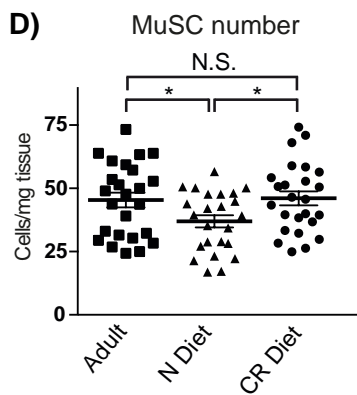 D)
MuSC number
N.S.
*
*
Cells/mg tissue
75
50
25
0
Adult
N Diet
CR Diet